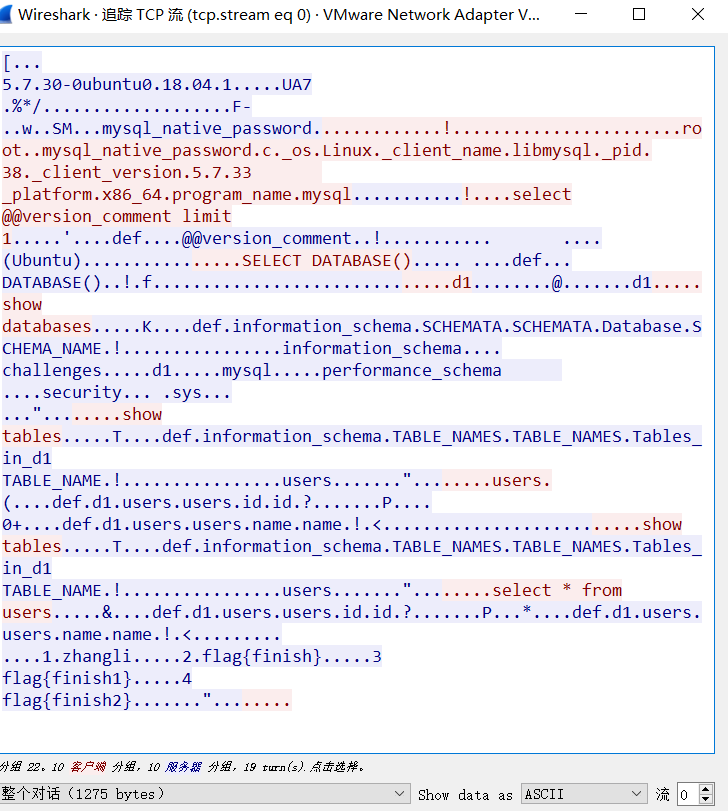 Wireshark · 追踪 TCP 流 (tcp.stream eq 0) · VMware Network Adapter V...
[...
5.7.30-0ubuntu0.18.04.1.....UA7
.%*/...................F-
..w..SM...mysql_native_password.............!.......................ro
ot..mysql_native_password.c._os.Linux._client_name.libmysql._pid.
38._client_version.5.7.33
_platform.x86_64.program_name.mysql...........!....select
@@version_comment limit
1.....'....def....@@version_comment..!........... ....
(Ubuntu)................SELECT DATABASE()..... ....def...
DATABASE()..!.f..............................d1........@.......d1.....
show
databases.....K....def.information_schema.SCHEMATA.SCHEMATA.Database.S
CHEMA_NAME.!................information_schema....
challenges.....d1.....mysql.....performance_schema
....security... .sys...
..."........show
tables.....T....def.information_schema.TABLE_NAMES.TABLE_NAMES.Tables_
in_d1
TABLE_NAME.!................users......."........users.
(....def.d1.users.users.id.id.?.......P....
0+....def.d1.users.users.name.name.!.<..........................show
tables.....T....def.information_schema.TABLE_NAMES.TABLE_NAMES.Tables_
in_d1
TABLE_NAME.!................users......."........select * from
users.....&....def.d1.users.users.id.id.?.......P...*....def.d1.users.
users.name.name.!.<.........
....1.zhangli.....2.flag{finish}.....3
flag{finish1}.....4
flag{finish2}......."........
分组 22。10 客户端 分组，10 服务器 分组，19 turn(s).点击选择。
整个对话（1275 bytes） Show data as ASCII 流 0